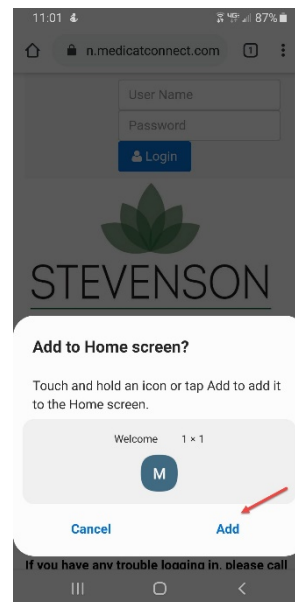 11:01
87%
n.medicatconnect.com
1
User Name
Password
Login
STEVENSON
Add to Home screen?
Touch and hold an icon or tap Add to add it
to the Home screen.
Welcome 1 × 1
M
Cancel Add
If you have any trouble logging in, please call